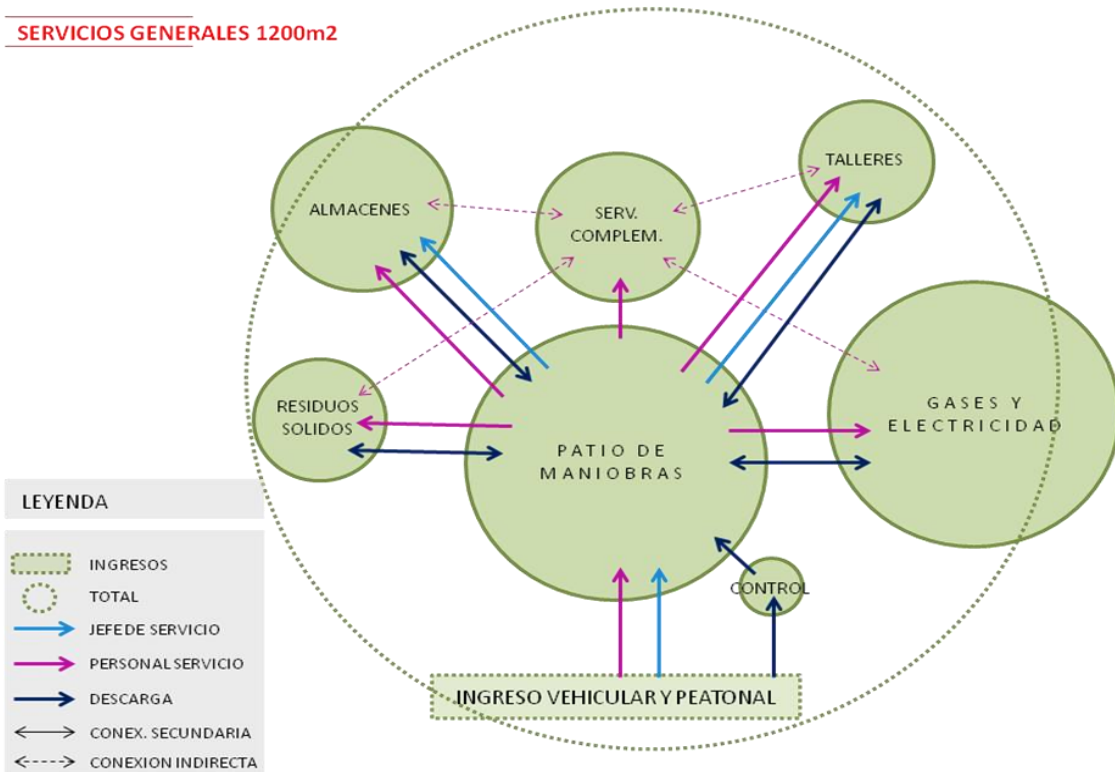 SERVICIOS GENERALES 1200m2
TALLERES
ALMACENES
SERV.
COMPLEM.
RESIDUOS
SOLIDOS
GASES Y
ELECTRICIDAD
PATIO DE
MANIOBRAS
CONTROL
INGRESO VEHICULAR Y PEATONAL
LEYENDA
INGRESOS
TOTAL
JEFE DE SERVICIO
PERSONAL SERVICIO
DESCARGA
CONEX. SECUNDARIA
CONEXION INDIRECTA